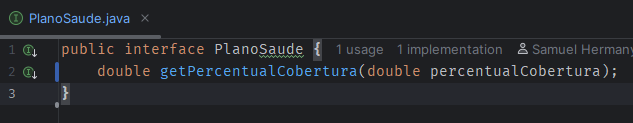 PlanoSaude.java
1 public interface PlanoSaude { 1 usage 1 implementation Samuel Hermany
2 double getPercentualCobertura(double percentualCobertura);
3 }